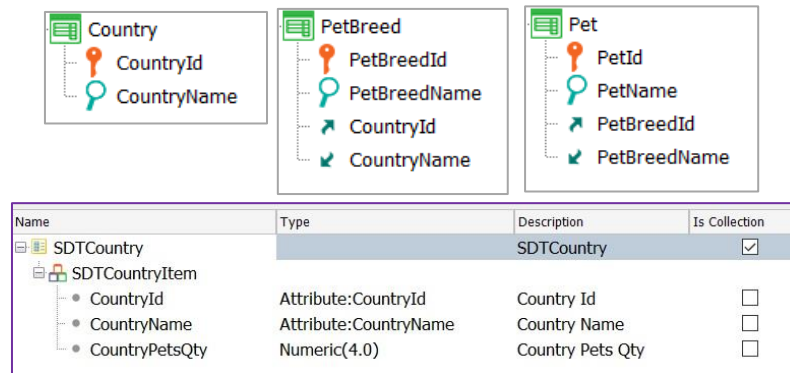 Country
CountryId
CountryName
PetBreed
PetBreedId
PetBreedName
CountryId
CountryName
Pet
PetId
PetName
PetBreedId
PetBreedName
Name Type Description Is Collection
SDTCountry SDTCountry
SDTCountryItem
CountryId Attribute:CountryId Country Id
CountryName Attribute:CountryName Country Name
CountryPetsQty Numeric(4.0) Country Pets Qty